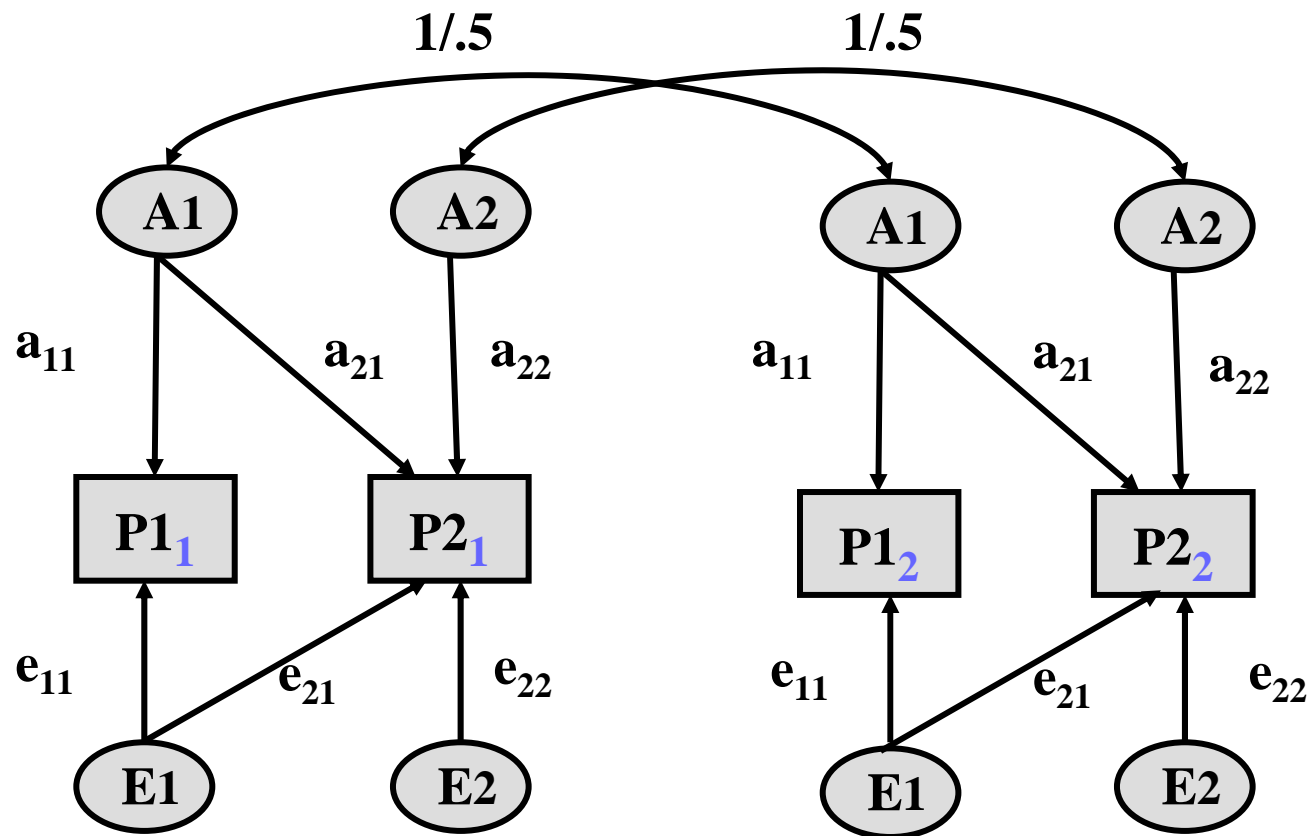 1/.5 1/.5
A1 A2 A1 A2
a₁₁ a₂₁ a₂₂ a₁₁ a₂₁ a₂₂
P1₁ P2₁ P1₂ P2₂
e₁₁ e₂₁ e₂₂ e₁₁ e₂₁ e₂₂
E1 E2 E1 E2